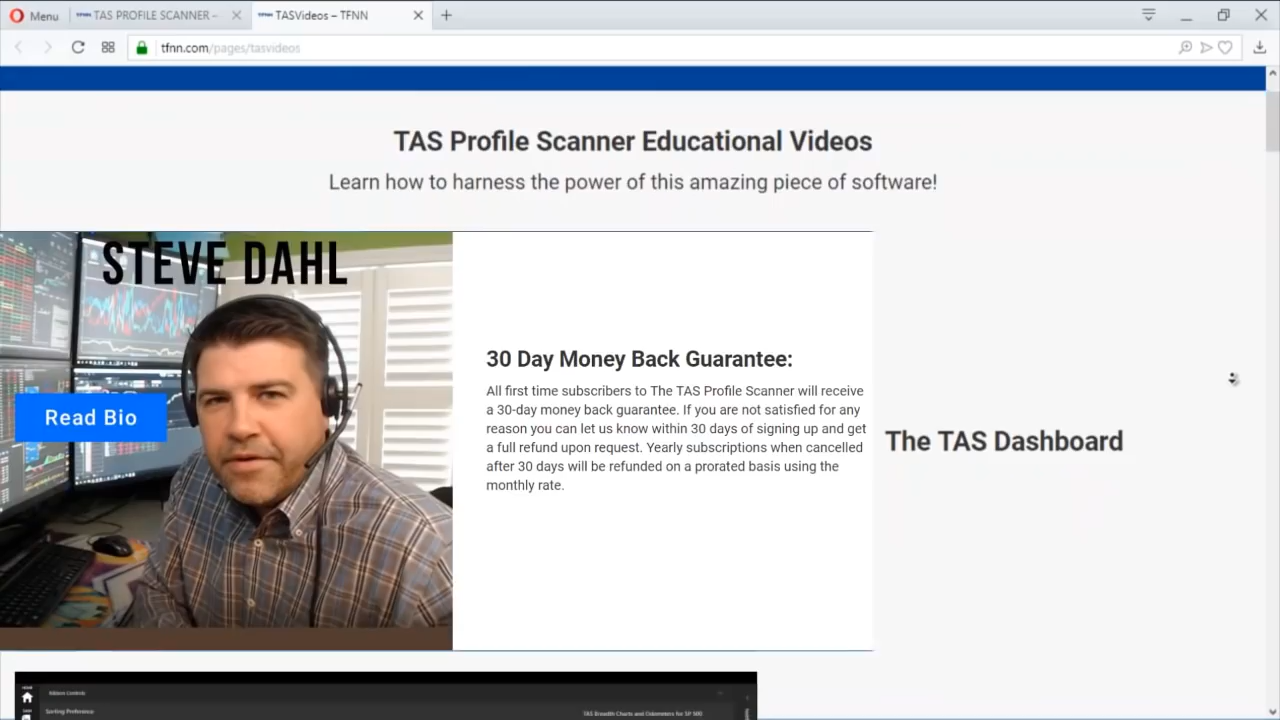 Menu
TAS PROFILE SCANNER –
TASVideos – TFNN
tfnn.com/pages/tasvideos
TAS Profile Scanner Educational Videos
Learn how to harness the power of this amazing piece of software!
STEVE DAHL
Read Bio
30 Day Money Back Guarantee:
All first time subscribers to The TAS Profile Scanner will receive
a 30-day money back guarantee. If you are not satisfied for any
reason you can let us know within 30 days of signing up and get
a full refund upon request. Yearly subscriptions when cancelled
after 30 days will be refunded on a prorated basis using the
monthly rate.
The TAS Dashboard
Ribbon Controls
Sorting Preference
TAS Breadth Charts and Odometers for SP 500